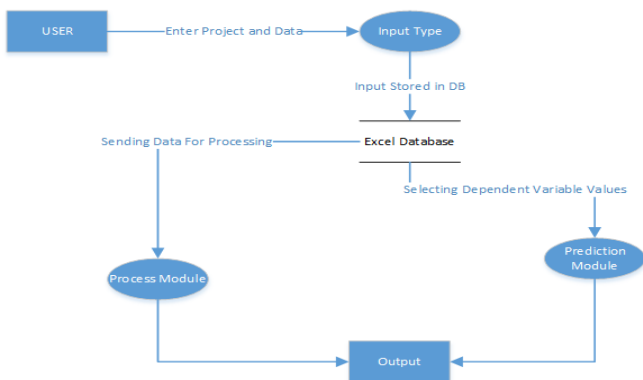 USER
Enter Project and Data
Input Type
Input Stored in DB
Sending Data For Processing
Excel Database
Selecting Dependent Variable Values
Process Module
Prediction
Module
Output